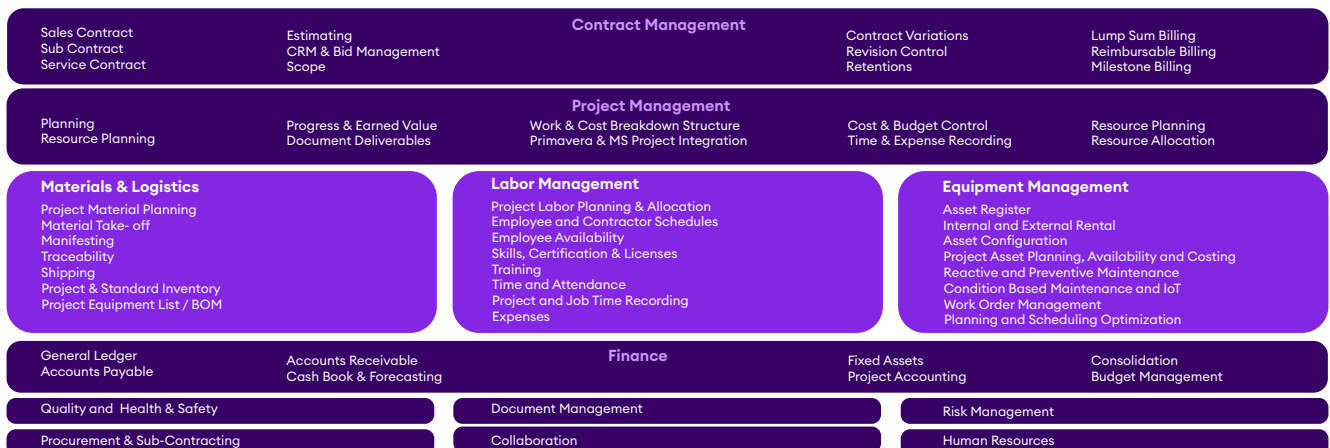 Contract Management
Sales Contract
Sub Contract
Service Contract
Estimating
CRM & Bid Management
Scope
Contract Variations
Revision Control
Retentions
Lump Sum Billing
Reimbursable Billing
Milestone Billing
Project Management
Planning
Resource Planning
Progress & Earned Value
Document Deliverables
Work & Cost Breakdown Structure
Primavera & MS Project Integration
Cost & Budget Control
Time & Expense Recording
Resource Planning
Resource Allocation
Materials & Logistics
Project Material Planning
Material Take- off
Manifesting
Traceability
Shipping
Project & Standard Inventory
Project Equipment List / BOM
Labor Management
Project Labor Planning & Allocation
Employee and Contractor Schedules
Employee Availability
Skills, Certification & Licenses
Training
Time and Attendance
Project and Job Time Recording
Expenses
Equipment Management
Asset Register
Internal and External Rental
Asset Configuration
Project Asset Planning, Availability and Costing
Reactive and Preventive Maintenance
Condition Based Maintenance and IoT
Work Order Management
Planning and Scheduling Optimization
Finance
General Ledger
Accounts Payable
Accounts Receivable
Cash Book & Forecasting
Fixed Assets
Project Accounting
Consolidation
Budget Management
Quality and  Health & Safety
Document Management
Risk Management
Procurement & Sub-Contracting
Collaboration
Human Resources